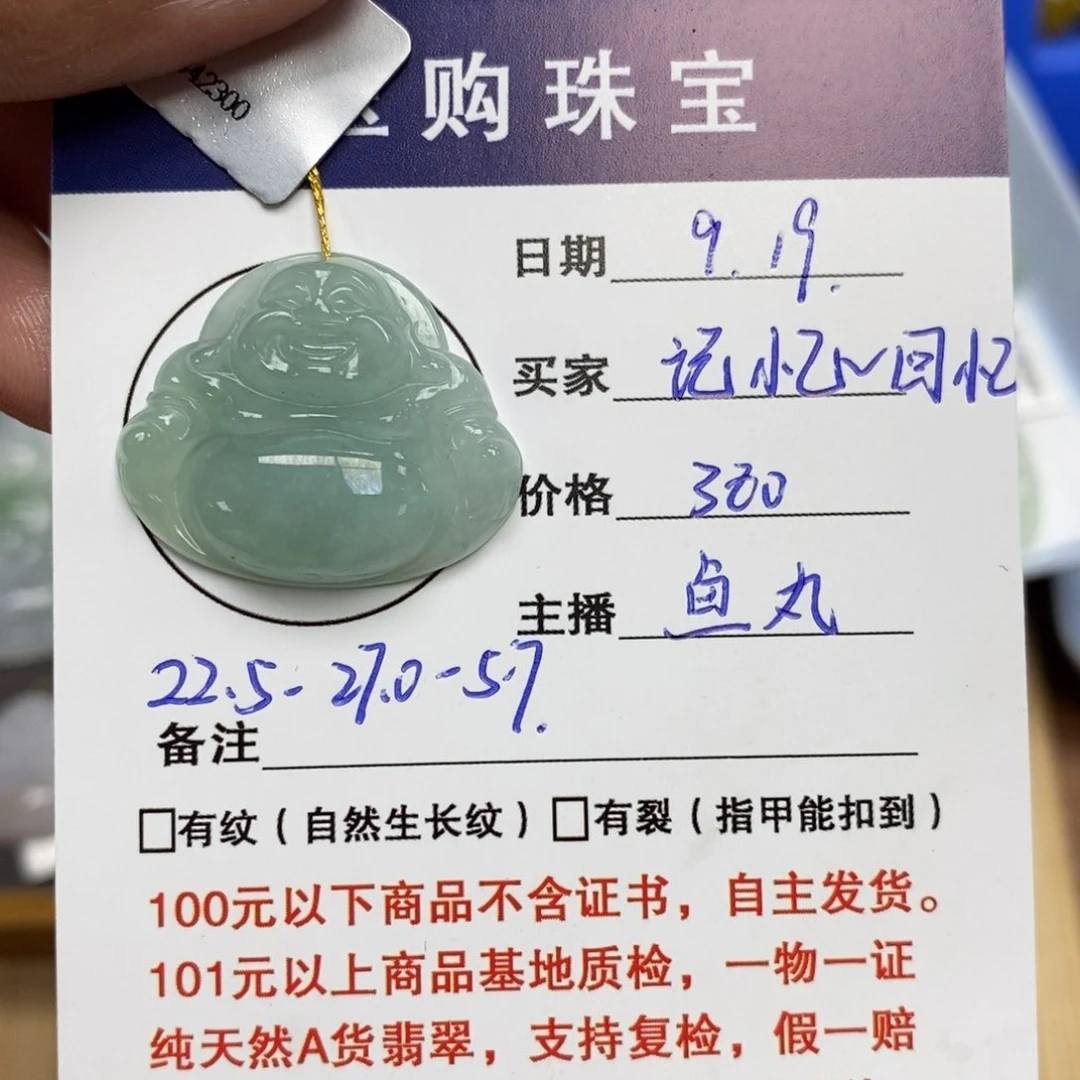 A2300
购珠宝
日期 9.19.
买家 记忆~回忆
价格 300
主播 鱼丸
22.5-27.0-5.7.
备注
□有纹(自然生长纹) □有裂(指甲能扣到)
100元以下商品不含证书,自主发货。
101元以上商品基地质检,一物一证
纯天然A货翡翠,支持复检,假一赔